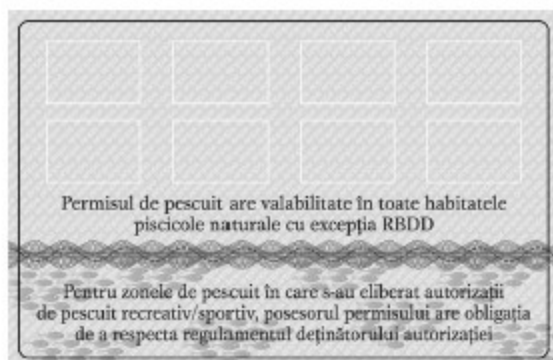 Permisul de pescuit are valabilitate în toate habitatele
piscicole naturale cu excepția RBDD
Pentru zonele de pescuit în care s-au eliberat autorizații
de pescuit recreativ/sportiv, posesorul permisului are obligația
de a respecta regulamentul deținătorului autorizației